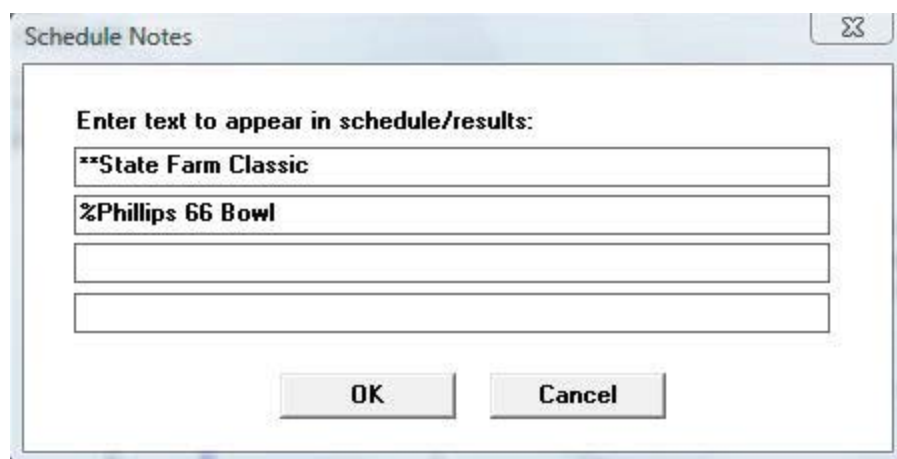 Schedule Notes
Enter text to appear in schedule/results:
**State Farm Classic
%Phillips 66 Bowl
OK Cancel